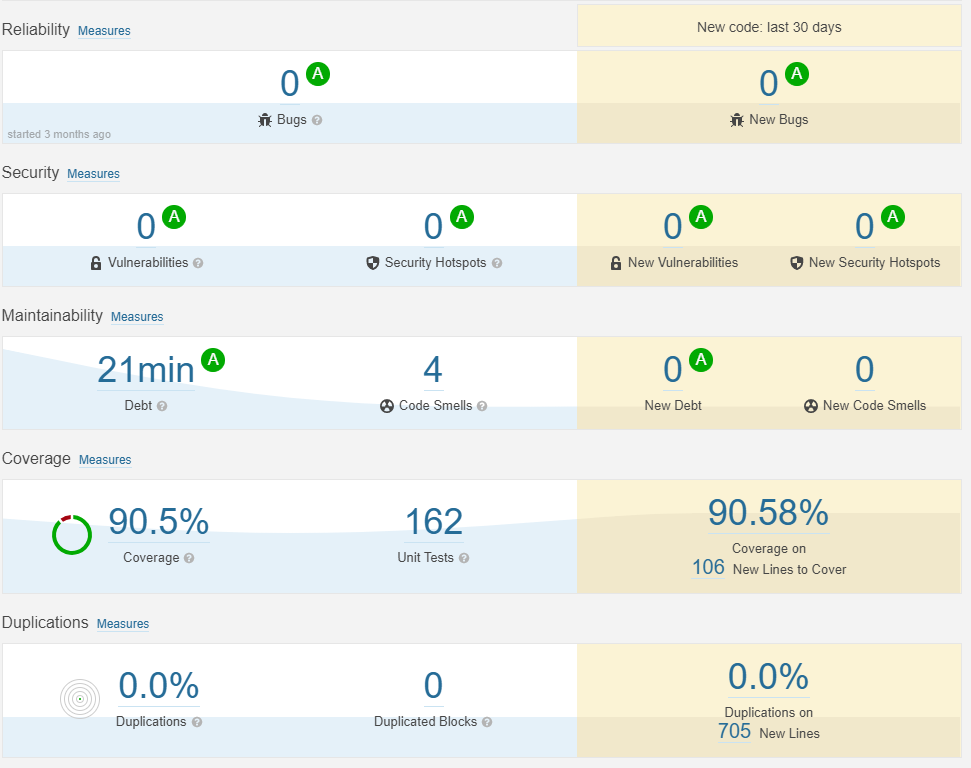 Reliability Measures
New code: last 30 days
0 A
Bugs ?
started 3 months ago
0 A
New Bugs
Security Measures
0 A
Vulnerabilities ?
0 A
Security Hotspots ?
0 A
New Vulnerabilities
0 A
New Security Hotspots
Maintainability Measures
21min A
Debt ?
4
Code Smells ?
0 A
New Debt
0
New Code Smells
Coverage Measures
90.5%
Coverage ?
162
Unit Tests ?
90.58%
Coverage on
106 New Lines to Cover
Duplications Measures
0.0%
Duplications ?
0
Duplicated Blocks ?
0.0%
Duplications on
705 New Lines